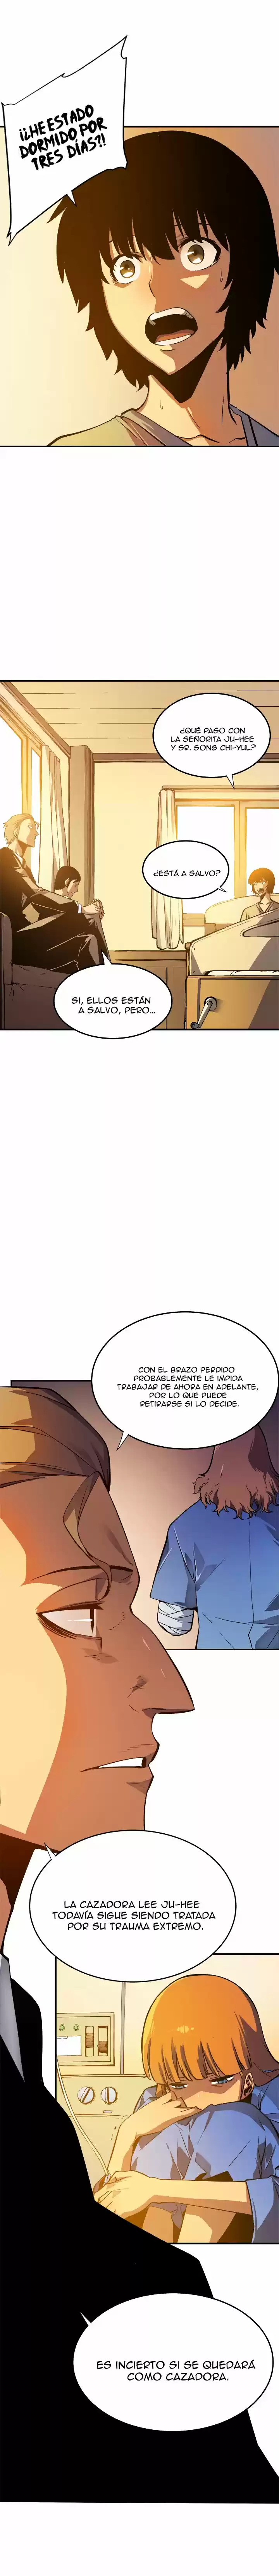 ¡¿HE ESTADO
DORMIDO POR
TRES DÍAS?!
¿QUÉ PASO CON
LA SEÑORITA JU-HEE
Y SR. SONG CHI-YUL?
¿ESTÁ A SALVO?
SI, ELLOS ESTÁN
A SALVO, PERO...
CON EL BRAZO PERDIDO
PROBABLEMENTE LE IMPIDA
TRABAJAR DE AHORA EN ADELANTE,
POR LO QUE PUEDE
RETIRARSE SI LO DECIDE.
LA CAZADORA LEE JU-HEE
TODAVÍA SIGUE SIENDO TRATADA
POR SU TRAUMA EXTREMO.
ES INCIERTO SI SE QUEDARÁ
COMO CAZADORA.